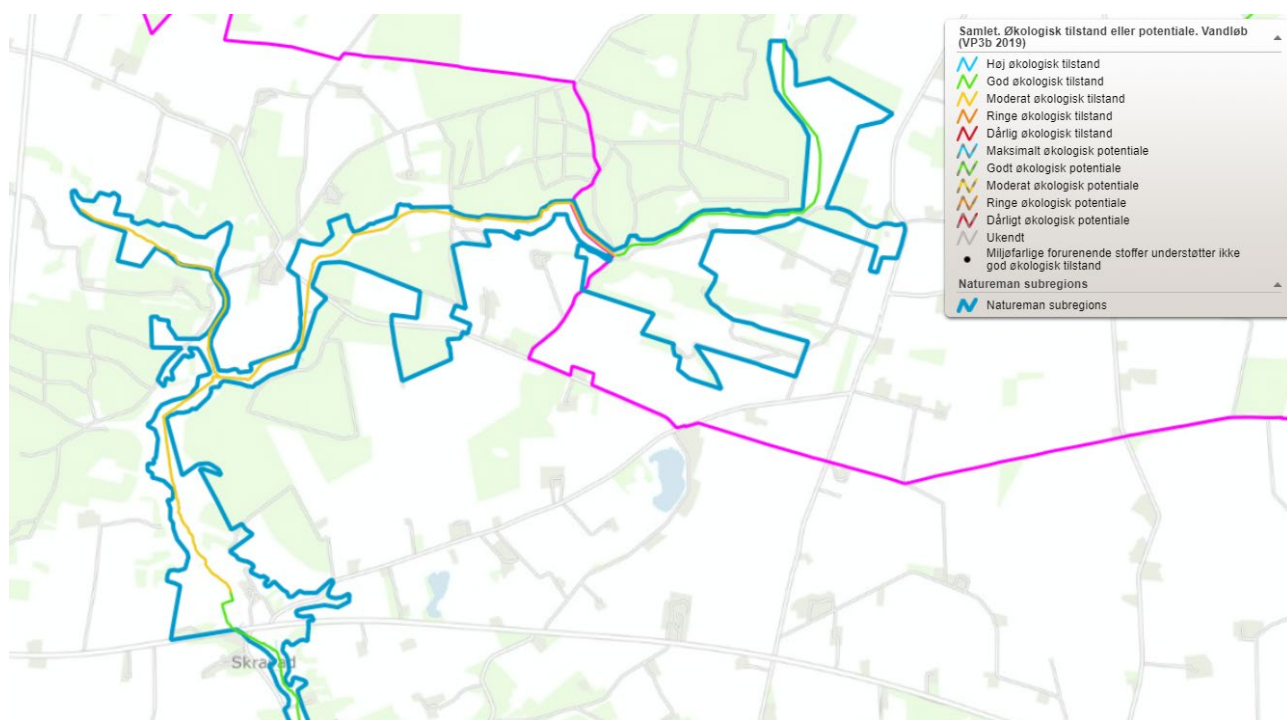 Samlet. Økologisk tilstand eller potentiale. Vandløb
(VP3b 2019)
Høj økologisk tilstand
God økologisk tilstand
Moderat økologisk tilstand
Ringe økologisk tilstand
Dårlig økologisk tilstand
Maksimalt økologisk potentiale
Godt økologisk potentiale
Moderat økologisk potentiale
Ringe økologisk potentiale
Dårligt økologisk potentiale
Ukendt
Miljøfarlige forurenende stoffer understøtter ikke
god økologisk tilstand
Natureman subregions
Natureman subregions